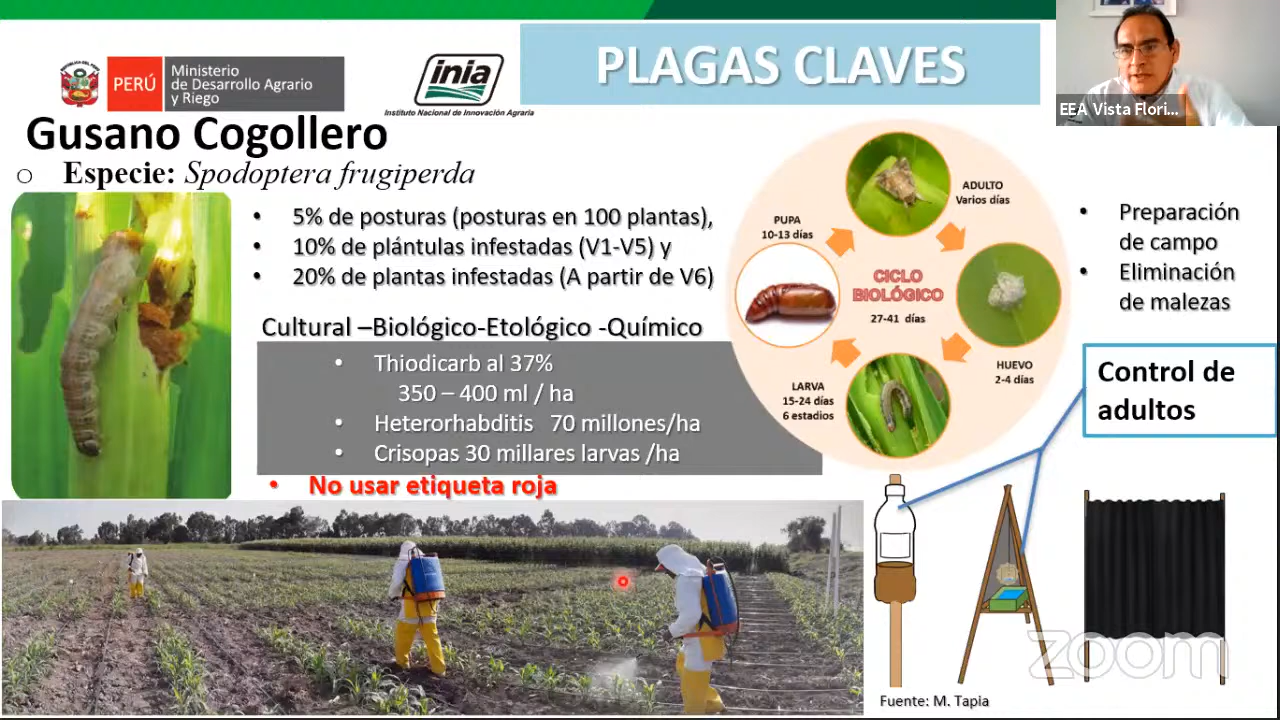 PERÚ
Ministerio
de Desarrollo Agrario
y Riego
inia
Instituto Nacional de Innovación Agraria
PLAGAS CLAVES
EEA Vista Flori...
Gusano Cogollero
o Especie: Spodoptera frugiperda
• 5% de posturas (posturas en 100 plantas),
• 10% de plántulas infestadas (V1-V5) y
• 20% de plantas infestadas (A partir de V6)
Cultural –Biológico-Etológico -Químico
• Thiodicarb al 37%
350 – 400 ml / ha
• Heterorhabditis 70 millones/ha
• Crisopas 30 millares larvas /ha
• No usar etiqueta roja
ADULTO
Varios días
PUPA
10-13 días
CICLO
BIOLÓGICO
27-41 días
HUEVO
2-4 días
LARVA
15-24 días
6 estadios
• Preparación
de campo
• Eliminación
de malezas
Control de
adultos
zoom
Fuente: M. Tapia